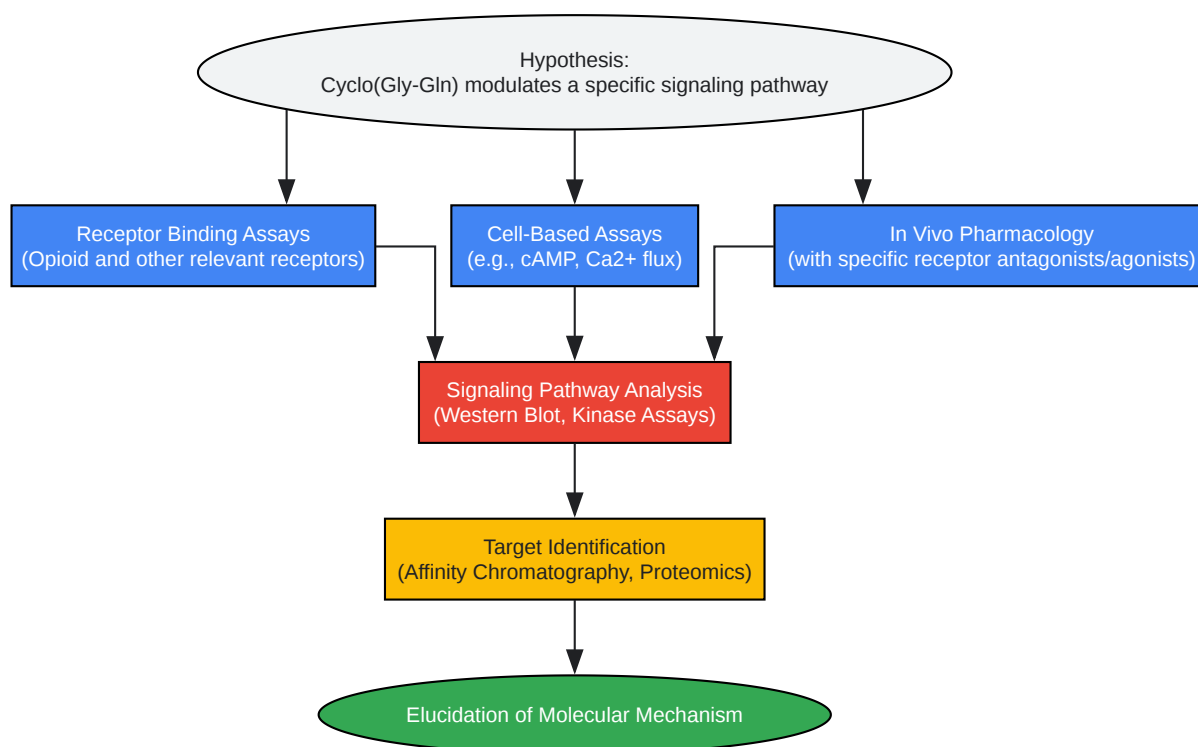 Hypothesis:
Cyclo(Gly-Gln) modulates a specific signaling pathway
Receptor Binding Assays
(Opioid and other relevant receptors)
Cell-Based Assays
(e.g., cAMP, Ca2+ flux)
In Vivo Pharmacology
(with specific receptor antagonists/agonists)
Signaling Pathway Analysis
(Western Blot, Kinase Assays)
Target Identification
(Affinity Chromatography, Proteomics)
Elucidation of Molecular Mechanism